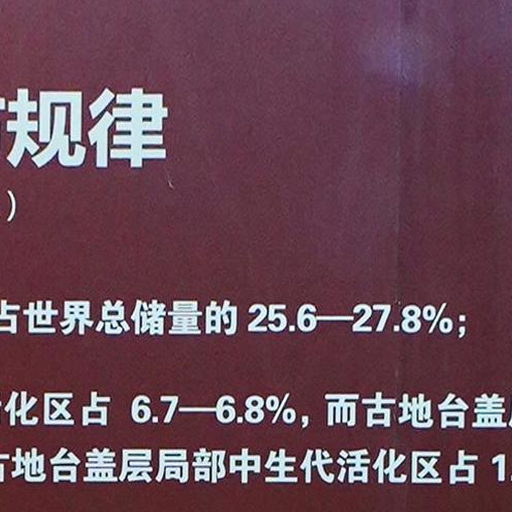 规律
)
占世界总储量的 25.6—27.8%;
化区占 6.7—6.8%, 而古地台盖
古地台盖层局部中生代活化区占 1